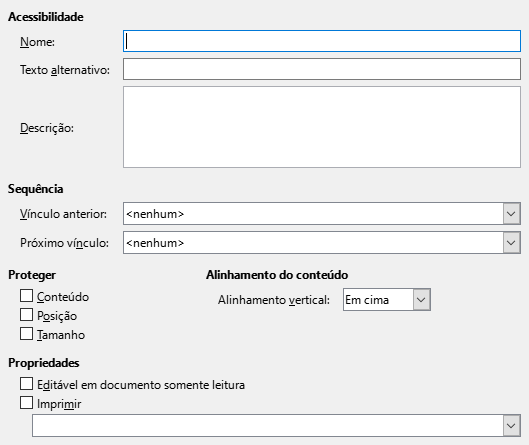 Acessibilidade
Nome:
Texto alternativo:
Descrição:
Sequência
Vínculo anterior: <nenhum>
Próximo vínculo: <nenhum>
Proteger Alinhamento do conteúdo
Conteúdo Alinhamento vertical: Em cima
Posição
Tamanho
Propriedades
Editável em documento somente leitura
Imprimir